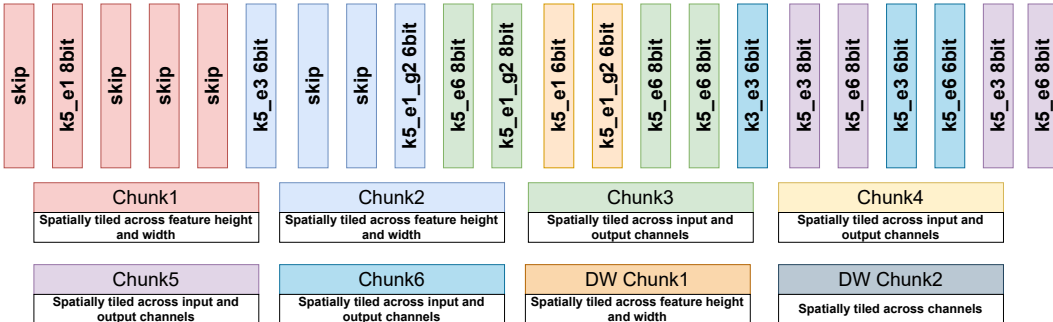 skip
k5_e1 8bit
skip
skip
skip
k5_e3 6bit
skip
skip
k5_e1_g2 6bit
k5_e6 8bit
k5_e1_g2 8bit
k5_e1 6bit
k5_e1_g2 6bit
k5_e6 8bit
k5_e6 8bit
k3_e3 6bit
k5_e3 8bit
k5_e6 8bit
k5_e3 6bit
k5_e6 6bit
k5_e3 8bit
k5_e6 8bit
Chunk1
Spatially tiled across feature height
and width
Chunk2
Spatially tiled across feature height
and width
Chunk3
Spatially tiled across input and
output channels
Chunk4
Spatially tiled across input and
output channels
Chunk5
Spatially tiled across input and
output channels
Chunk6
Spatially tiled across input and
output channels
DW Chunk1
Spatially tiled across feature height
and width
DW Chunk2
Spatially tiled across channels